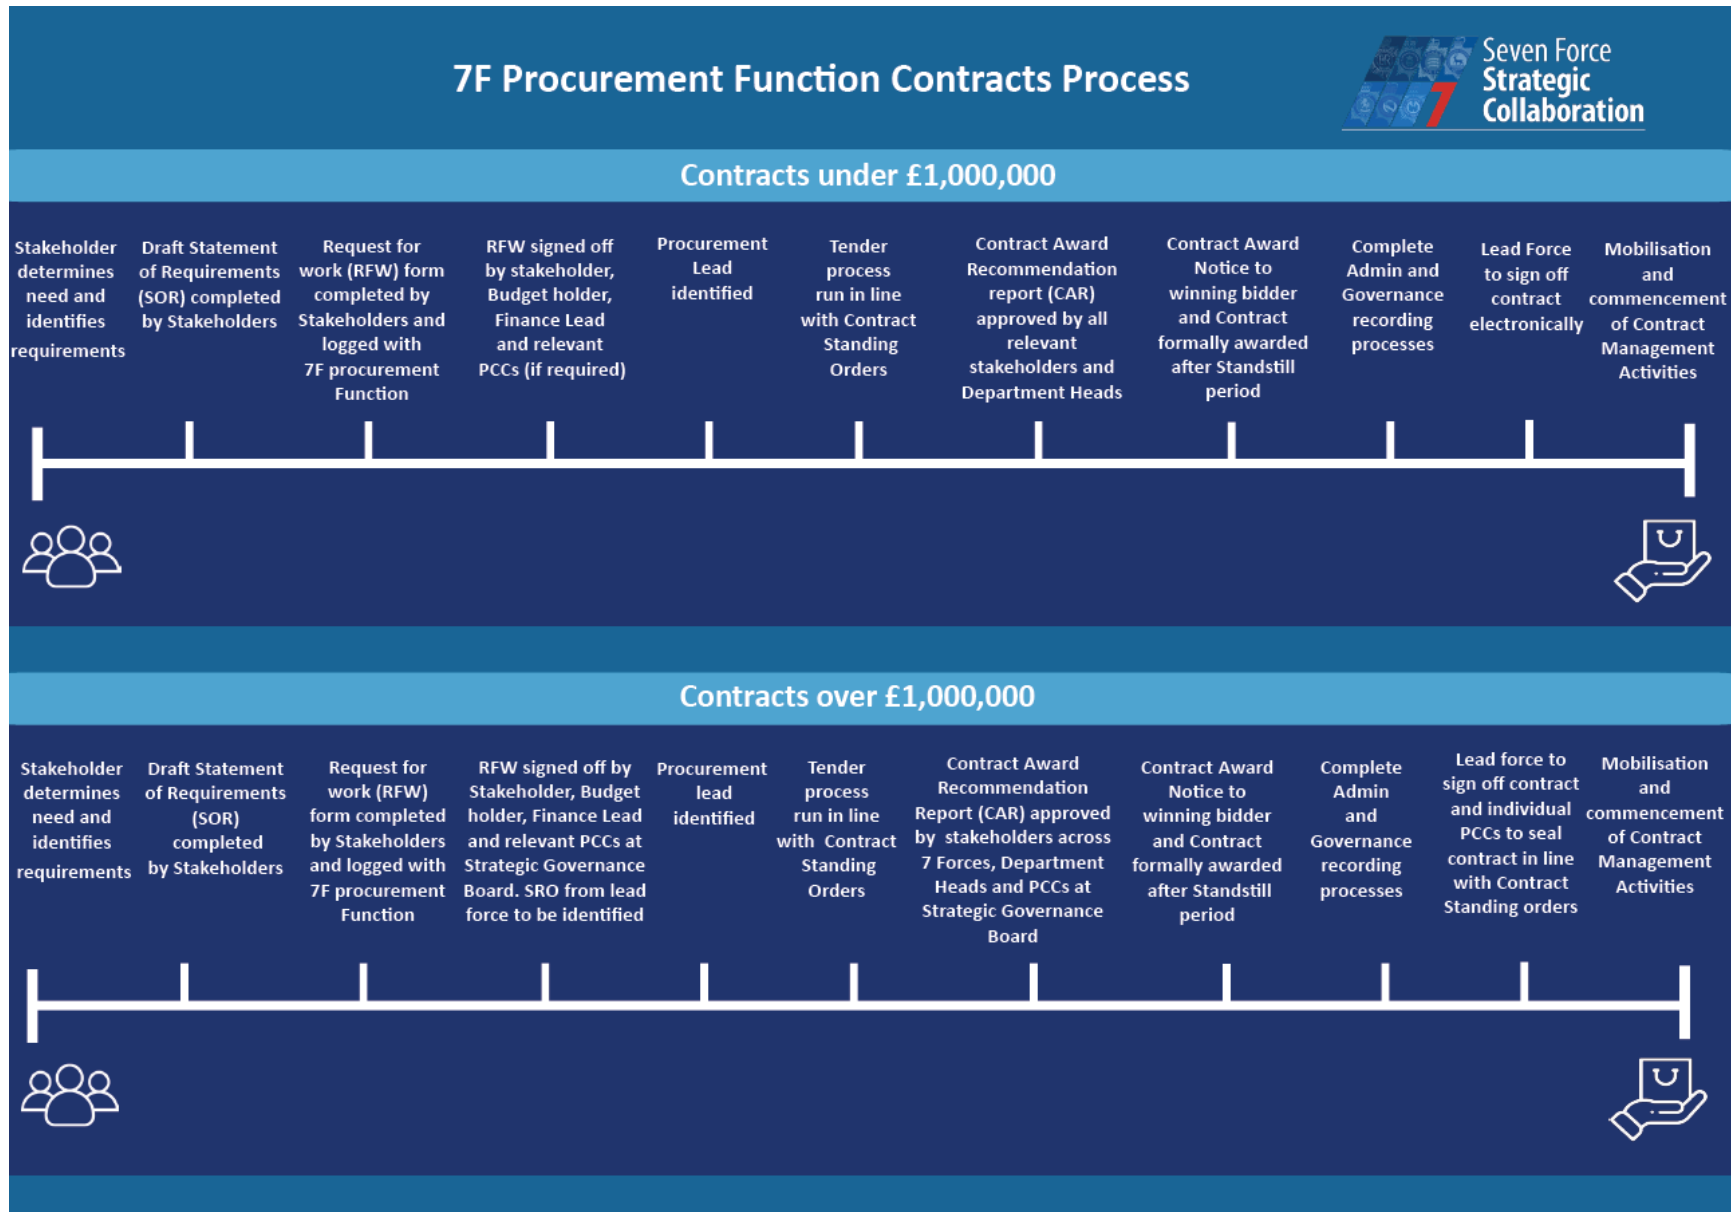 7F Procurement Function Contracts Process
Seven Force
Strategic
Collaboration
7
Contracts under £1,000,000
Stakeholder
determines
need and
identifies
requirements
Draft Statement
of Requirements
(SOR) completed
by Stakeholders
Request for
work (RFW) form
completed by
Stakeholders and
logged with
7F procurement
Function
RFW signed off
by stakeholder,
Budget holder,
Finance Lead
and relevant
PCCs (if required)
Procurement
Lead
identified
Tender
process
run in line
with Contract
Standing
Orders
Contract Award
Recommendation
report (CAR)
approved by all
relevant
stakeholders and
Department Heads
Contract Award
Notice to
winning bidder
and Contract
formally awarded
after Standstill
period
Complete
Admin and
Governance
recording
processes
Lead Force
to sign off
contract
electronically
Mobilisation
and
commencement
of Contract
Management
Activities
Contracts over £1,000,000
Stakeholder
determines
need and
identifies
requirements
Draft Statement
of Requirements
(SOR)
completed
by Stakeholders
Request for
work (RFW)
form completed
by Stakeholders
and logged with
7F procurement
Function
RFW signed off by
Stakeholder, Budget
holder, Finance Lead
and relevant PCCs at
Strategic Governance
Board. SRO from lead
force to be identified
Procurement
lead
identified
Tender
process
run in line
with Contract
Standing
Orders
Contract Award
Recommendation
Report (CAR) approved
by stakeholders across
7 Forces, Department
Heads and PCCs at
Strategic Governance
Board
Contract Award
Notice to
winning bidder
and Contract
formally awarded
after Standstill
period
Complete
Admin
and
Governance
recording
processes
Lead force to
sign off contract
and individual
PCCs to seal
contract in line
with Contract
Standing orders
Mobilisation
and
commencement
of Contract
Management
Activities